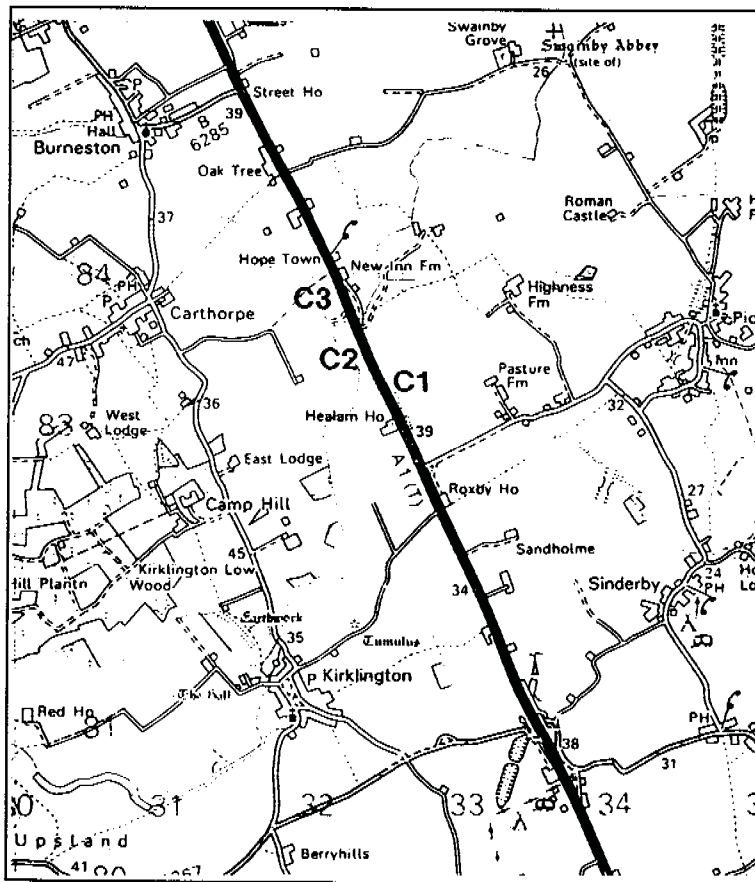 Swainby
Grove
Swainby Abbey
(site of)
26
Street Ho
39
PH
Hall
B 6285
Burneston
Oak Tree
Roman
Castle
37
Hope Town
New Inn Fm
84
PH
P
C3
Highness
Fm
Carthorpe
C2
47
C1
Pasture
Fm
Inn
36
32
83
West
Lodge
Healam Ho
39
East Lodge
A 1 (T)
Roxby Ho
Camp Hill
27
45
Sandholme
Kirklington Low
Wood
34
24
Sinderby
PH
Earthwork
35
Tumulus
The Hall
P Kirklington
Red Ho
PH
38
31
31
32
33
34
Upsland
41
Berryhills
67